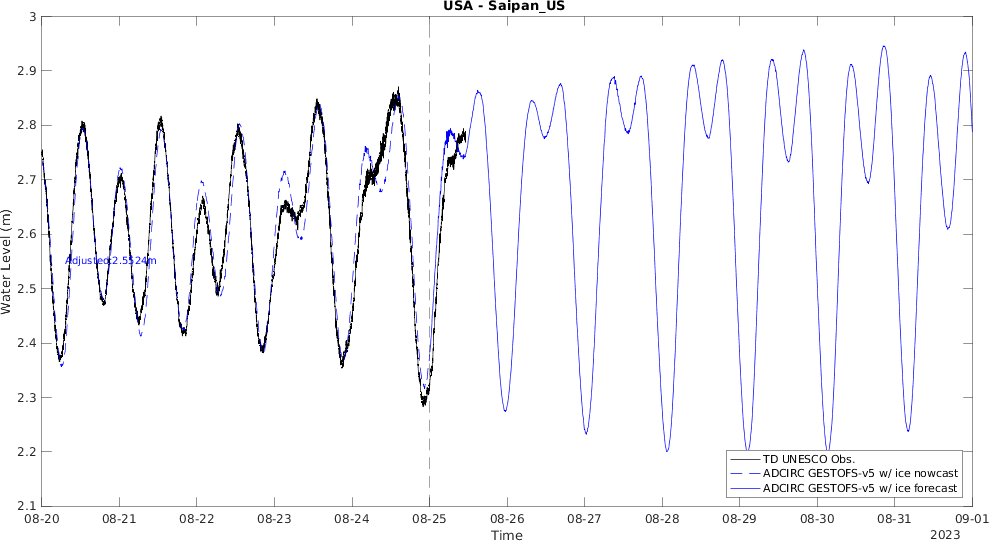 USA - Saipan_US
Water Level (m)
3
2.9
2.8
2.7
2.6
2.5
2.4
2.3
2.2
2.1
Adjusted:2.5524m
TD UNESCO Obs.
ADCIRC GESTOFS-v5 w/ ice nowcast
ADCIRC GESTOFS-v5 w/ ice forecast
08-20 08-21 08-22 08-23 08-24 08-25 08-26 08-27 08-28 08-29 08-30 08-31 09-01
Time
2023